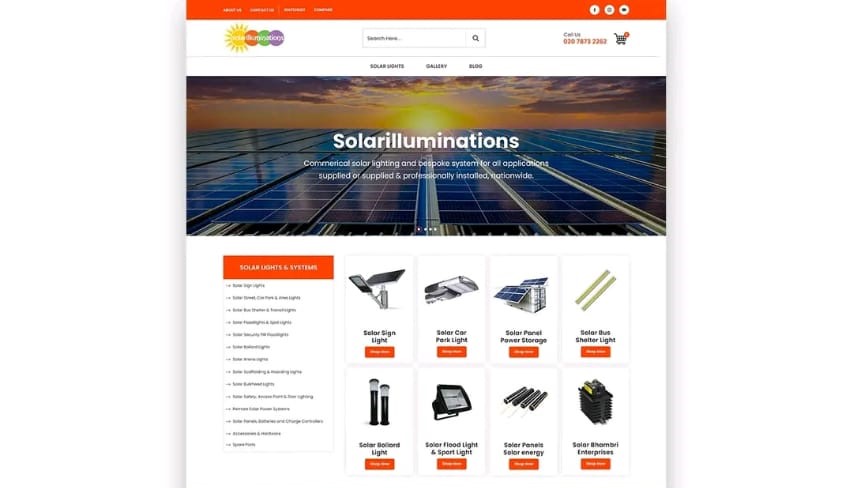 ABOUT US
CONTACT US
WHATSHOT
COMPARE
solarilluminations
Search Here...
Call Us
020 7873 2252
0
SOLAR LIGHTS
GALLERY
BLOG
Solarilluminations
Commerical solar lighting and bespoke system for all applications
supplied or supplied & professionally installed, nationwide.
SOLAR LIGHTS & SYSTEMS
Solar Sign Lights
Solar Street, Car Park & Area Lights
Solar Bus Shelter & Transit Lights
Solar Floodlights & Spot Lights
Solar Security PIR Floodlights
Solar Bollard Lights
Solar Arena Lights
Solar Scaffolding & Hoarding Lights
Solar Bulkhead Lights
Solar Safety, Access Point & Door Lighting
Remote Solar Power Systems
Solar Panels, Batteries and Charge Controllers
Accessories & Hardware
Spare Parts
Solar Sign
Light
Shop Now
Solar Car
Park Light
Shop Now
Solar Panel
Power Storage
Shop Now
Solar Bus
Shelter Light
Shop Now
Solar Bollard
Light
Shop Now
Solar Flood Light
& Sport Light
Shop Now
Solar Panels
Solar energy
Shop Now
Solar Bhambri
Enterprises
Shop Now